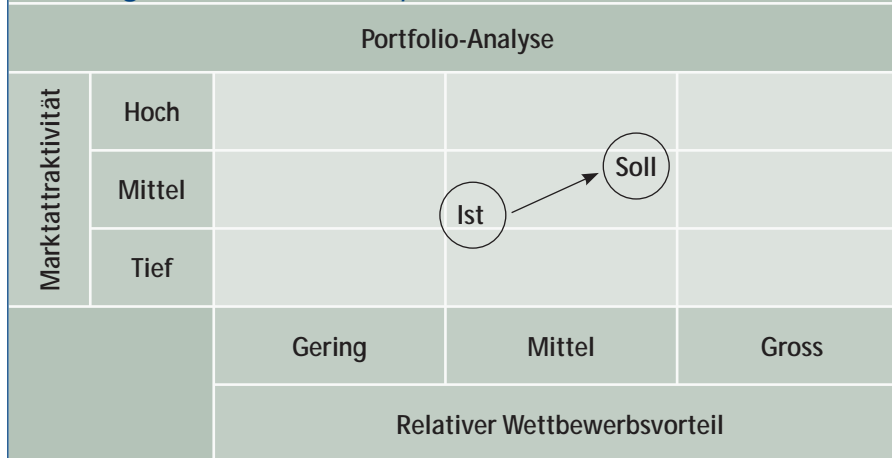 Portfolio-Analyse
Marktattraktivität
Hoch
Mittel
Tief
Soll
Ist
Gering
Mittel
Gross
Relativer Wettbewerbsvorteil